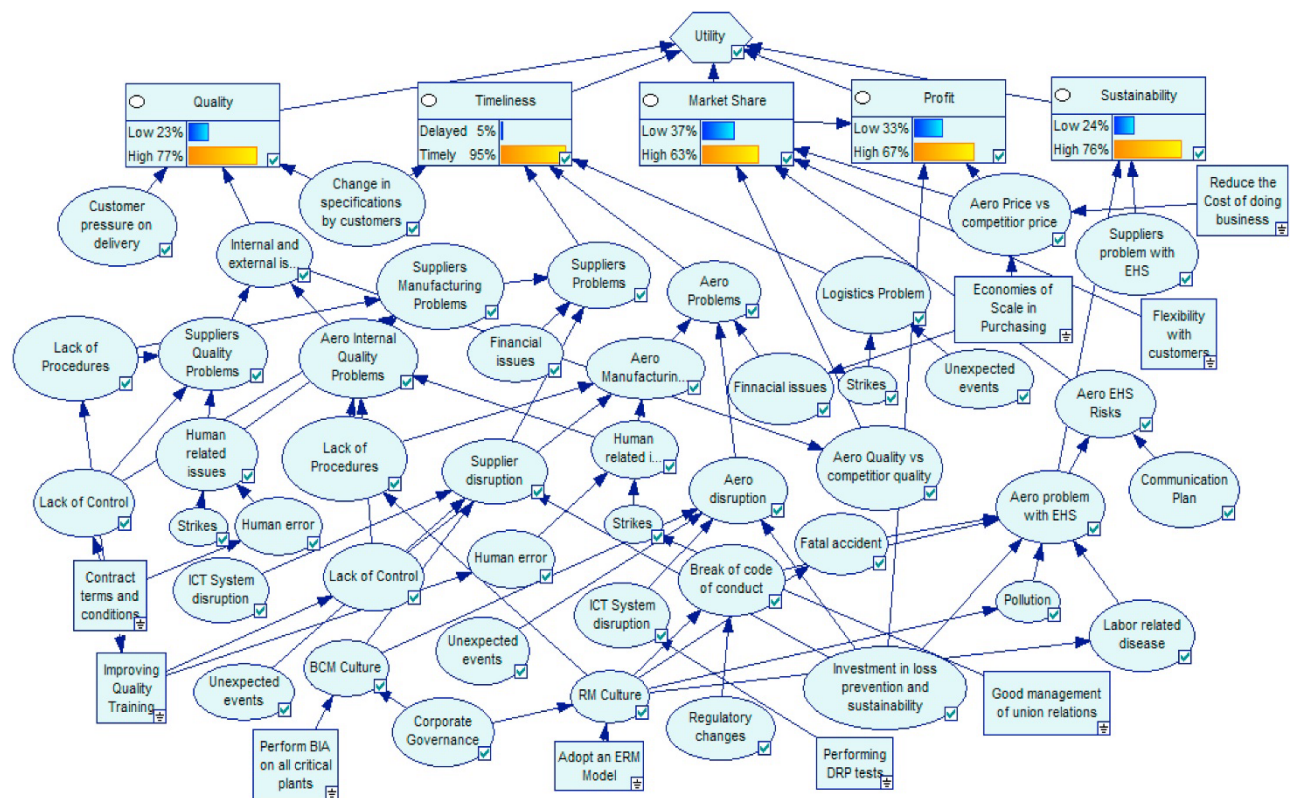 Utility
Quality
Low 23%
High 77%
Timeliness
Delayed 5%
Timely 95%
Market Share
Low 37%
High 63%
Profit
Low 33%
High 67%
Sustainability
Low 24%
High 76%
Customer
pressure on
delivery
Change in
specifications
by customers
Internal and
external is...
Suppliers
Manufacturing
Problems
Suppliers
Problems
Aero
Problems
Logistics Problem
Aero Price vs
competitor price
Suppliers
problem with
EHS
Reduce the
Cost of doing
business
Economies of
Scale in
Purchasing
Flexibility
with
customers
Lack of
Procedures
Suppliers
Quality
Problems
Aero Internal
Quality
Problems
Financial
issues
Aero
Manufacturin...
Finnacial issues
Strikes
Unexpected
events
Aero EHS
Risks
Lack of Control
Human
related
issues
Lack of
Procedures
Supplier
disruption
Human
related i...
Aero
disruption
Aero Quality vs
competitor quality
Aero problem
with EHS
Communication
Plan
Strikes
Human error
Strikes
Fatal accident
Contract
terms and
conditions
ICT System
disruption
Lack of Control
Human error
ICT System
disruption
Break of code
of conduct
Pollution
Labor related
disease
Improving
Quality
Training
Unexpected
events
BCM Culture
Unexpected
events
RM Culture
Investment in loss
prevention and
sustainability
Good management
of union relations
Corporate
Governance
Regulatory
changes
Perform BIA
on all critical
plants
Adopt an ERM
Model
Performing
DRP tests